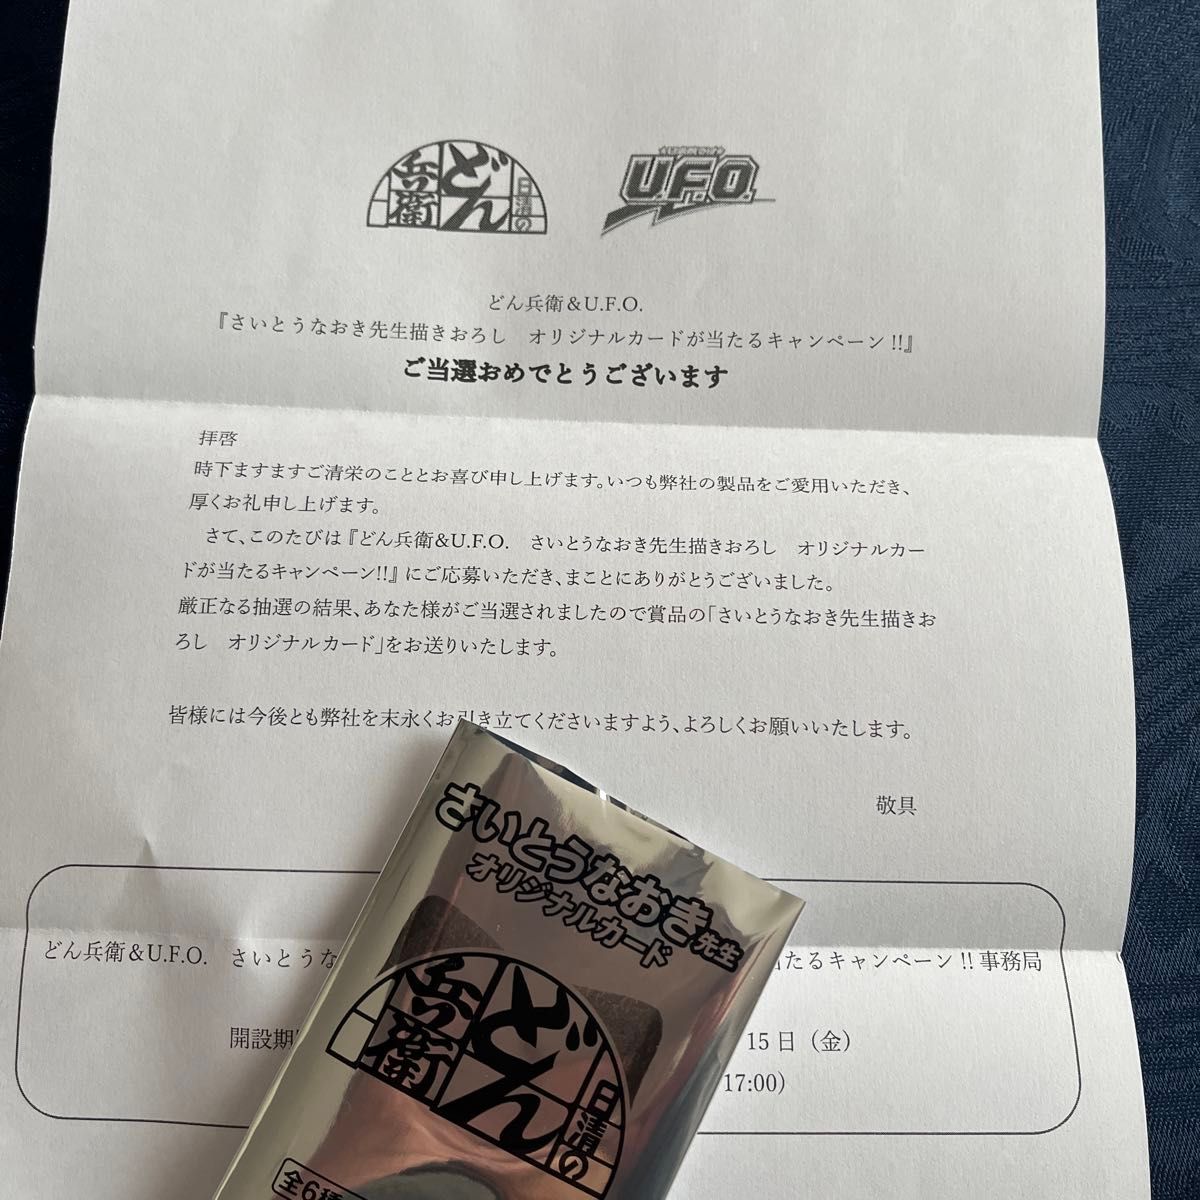 日清の
どん
兵衛
U.F.O.
どん兵衛&U.F.O.
『さいとうなおき先生描きおろし　オリジナルカードが当たるキャンペーン!!』
ご当選おめでとうございます
拝啓
時下ますますご清栄のこととお喜び申し上げます。いつも弊社の製品をご愛用いただき、
厚くお礼申し上げます。
さて、このたびは『どん兵衛&U.F.O.　さいとうなおき先生描きおろし　オリジナルカー
ドが当たるキャンペーン!!』にご応募いただき、まことにありがとうございました。
厳正なる抽選の結果、あなた様がご当選されましたので賞品の「さいとうなおき先生描きお
ろし　オリジナルカード」をお送りいたします。
皆様には今後とも弊社を末永くお引き立てくださいますよう、よろしくお願いいたします。
敬具
どん兵衛&U.F.O.　さいとうな
当たるキャンペーン!!事務局
開設期
15日（金）
17:00）
さいとうなおき先生
オリジナルカード
日清の
どん
兵衛
全6種